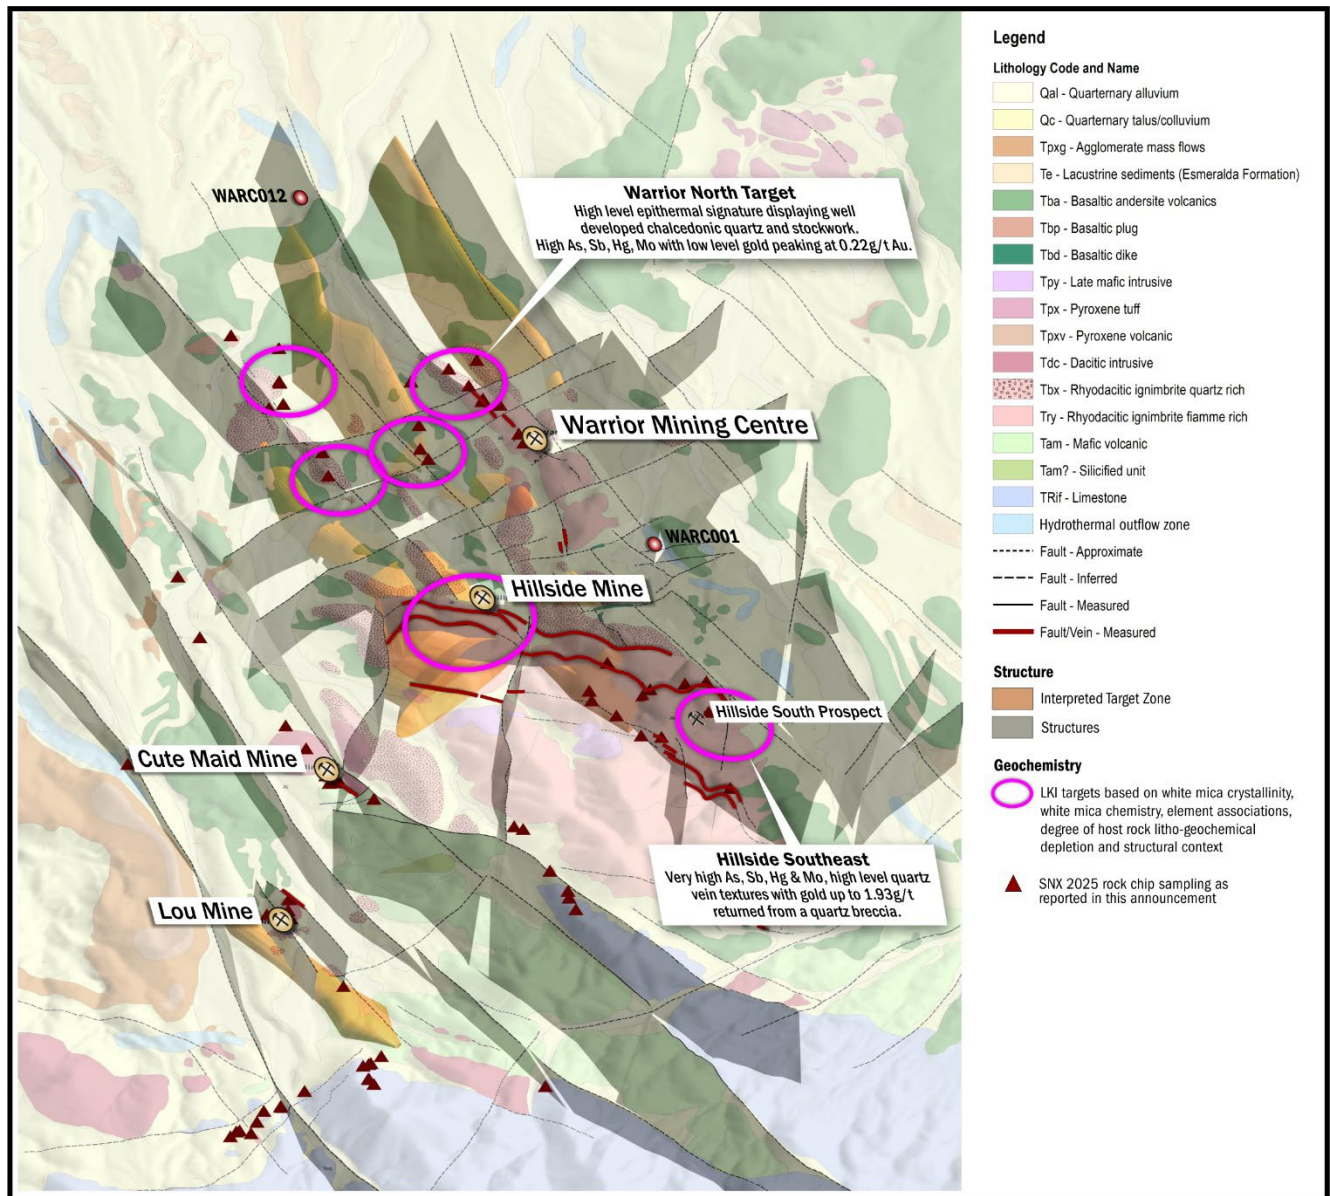 WARC012
Warrior North Target
High level epithermal signature displaying well
developed chalcedonic quartz and stockwork.
High As, Sb, Hg, Mo with low level gold peaking at 0.22g/t Au.
Warrior Mining Centre
WARC001
Hillside Mine
Hillside South Prospect
Cute Maid Mine
Hillside Southeast
Very high As, Sb, Hg & Mo, high level quartz
vein textures with gold up to 1.93g/t
returned from a quartz breccia.
Lou Mine
Legend
Lithology Code and Name
Qal - Quarternary alluvium
Qc - Quarternary talus/colluvium
Tpxg - Agglomerate mass flows
Te - Lacustrine sediments (Esmeralda Formation)
Tba - Basaltic andersite volcanics
Tbp - Basaltic plug
Tbd - Basaltic dike
Tpy - Late mafic intrusive
Tpx - Pyroxene tuff
Tpxv - Pyroxene volcanic
Tdc - Dacitic intrusive
Tbx - Rhyodacitic ignimbrite quartz rich
Try - Rhyodacitic ignimbrite fiamme rich
Tam - Mafic volcanic
Tam? - Silicified unit
TRif - Limestone
Hydrothermal outflow zone
Fault - Approximate
Fault - Inferred
Fault - Measured
Fault/Vein - Measured
Structure
Interpreted Target Zone
Structures
Geochemistry
LKI targets based on white mica crystallinity,
white mica chemistry, element associations,
degree of host rock litho-geochemical
depletion and structural context
SNX 2025 rock chip sampling as
reported in this announcement